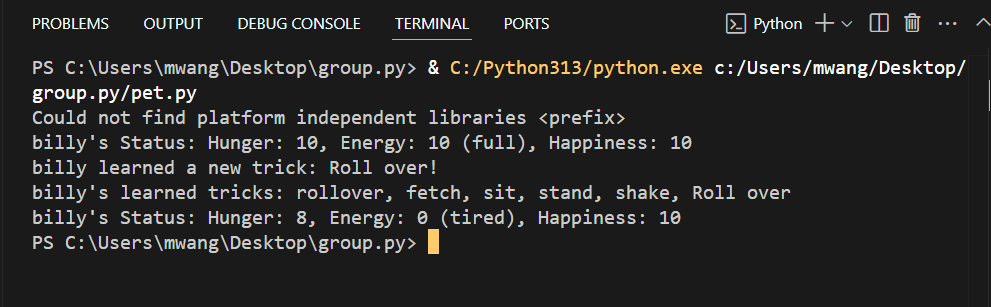 PROBLEMS OUTPUT DEBUG CONSOLE TERMINAL PORTS Python
PS C:\Users\mwang\Desktop\group.py> & C:/Python313/python.exe c:/Users/mwang/Desktop/
group.py/pet.py
Could not find platform independent libraries <prefix>
billy's Status: Hunger: 10, Energy: 10 (full), Happiness: 10
billy learned a new trick: Roll over!
billy's learned tricks: rollover, fetch, sit, stand, shake, Roll over
billy's Status: Hunger: 8, Energy: 0 (tired), Happiness: 10
PS C:\Users\mwang\Desktop\group.py>